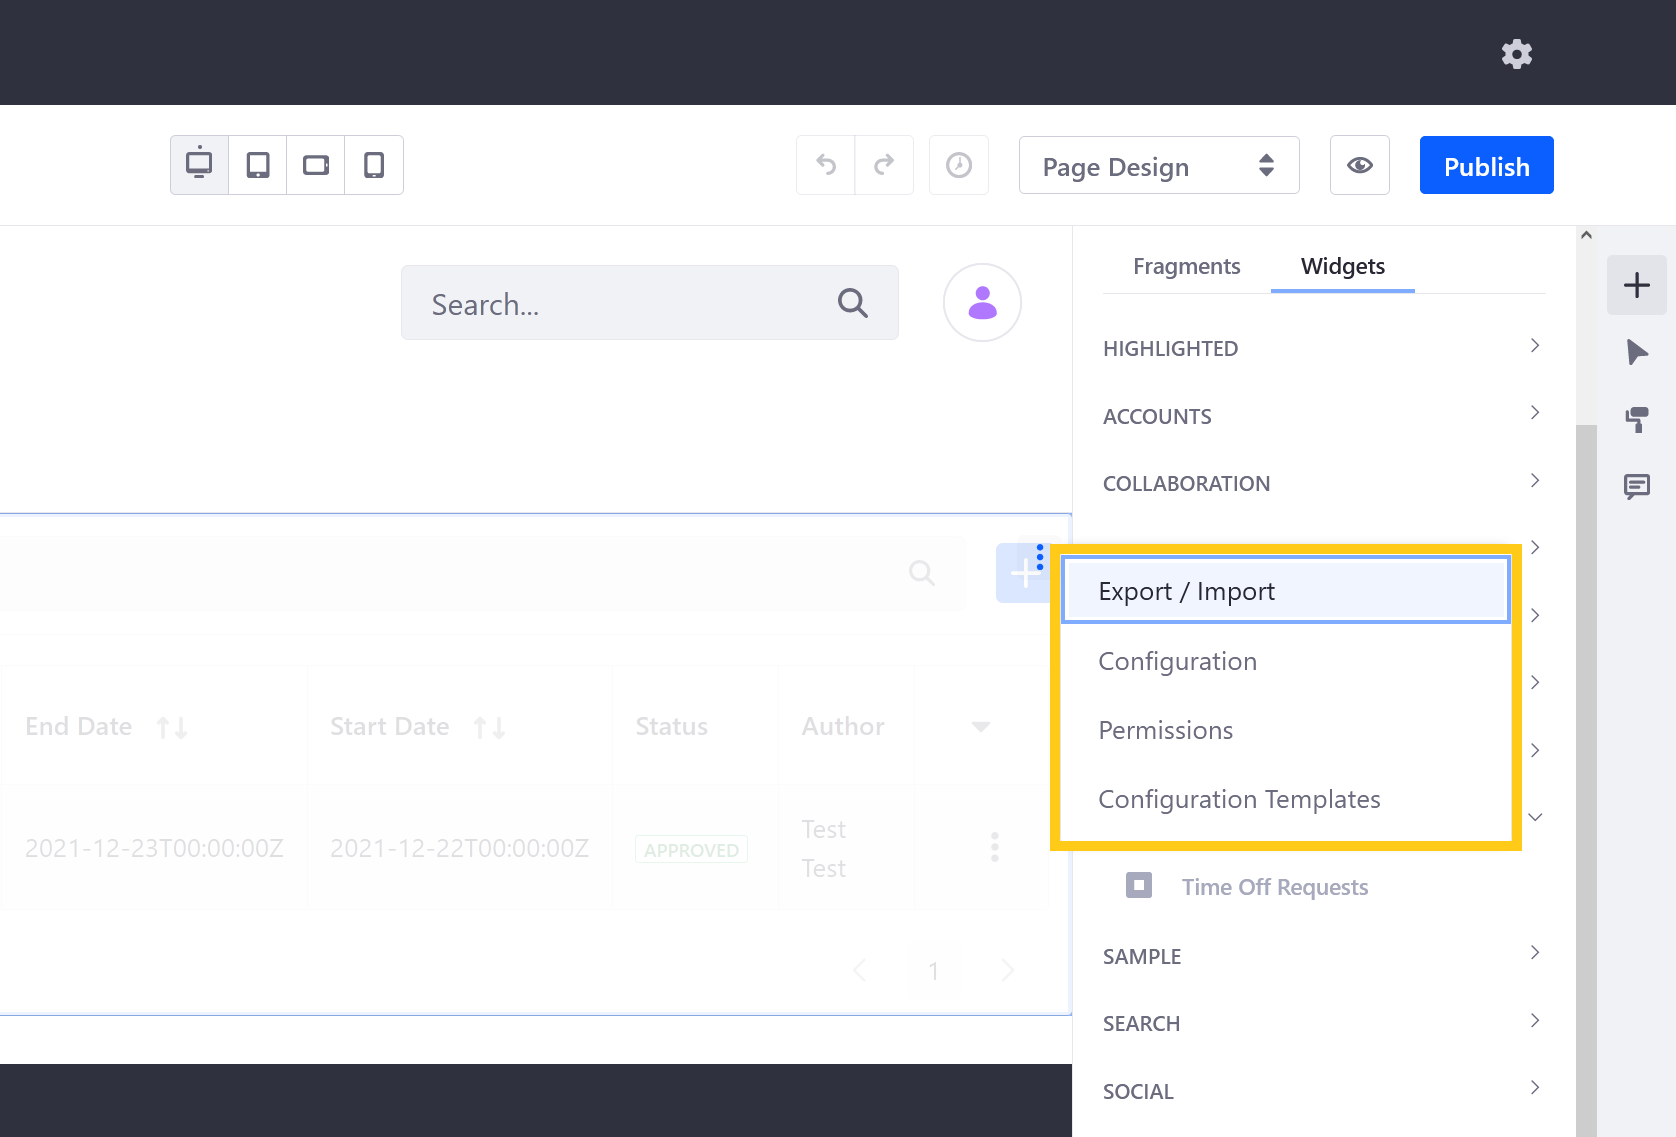 Page Design
Publish
Search...
Fragments
Widgets
HIGHLIGHTED
ACCOUNTS
COLLABORATION
Export / Import
Configuration
Permissions
Configuration Templates
End Date
Start Date
Status
Author
2021-12-23T00:00:00Z
2021-12-22T00:00:00Z
APPROVED
Test
Test
1
Time Off Requests
SAMPLE
SEARCH
SOCIAL